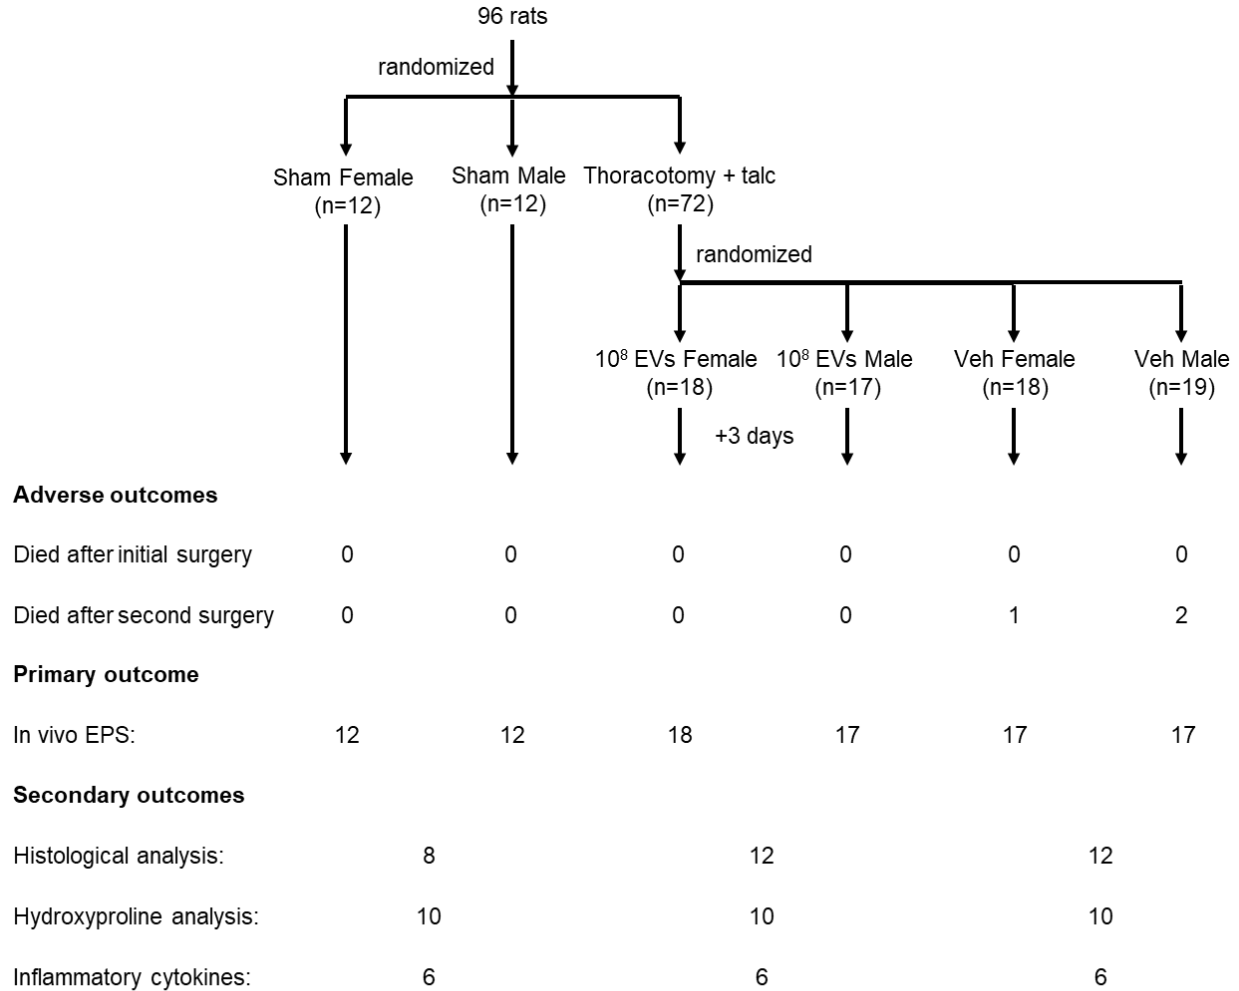 96 rats
randomized
Sham Female Sham Male Thoracotomy + talc
(n=12) (n=12) (n=72)
randomized
10⁸ EVs Female 10⁸ EVs Male Veh Female Veh Male
(n=18) (n=17) (n=18) (n=19)
+3 days
Adverse outcomes
Died after initial surgery 0 0 0 0 0 0
Died after second surgery 0 0 0 0 1 2
Primary outcome
In vivo EPS: 12 12 18 17 17 17
Secondary outcomes
Histological analysis: 8 12 12
Hydroxyproline analysis: 10 10 10
Inflammatory cytokines: 6 6 6